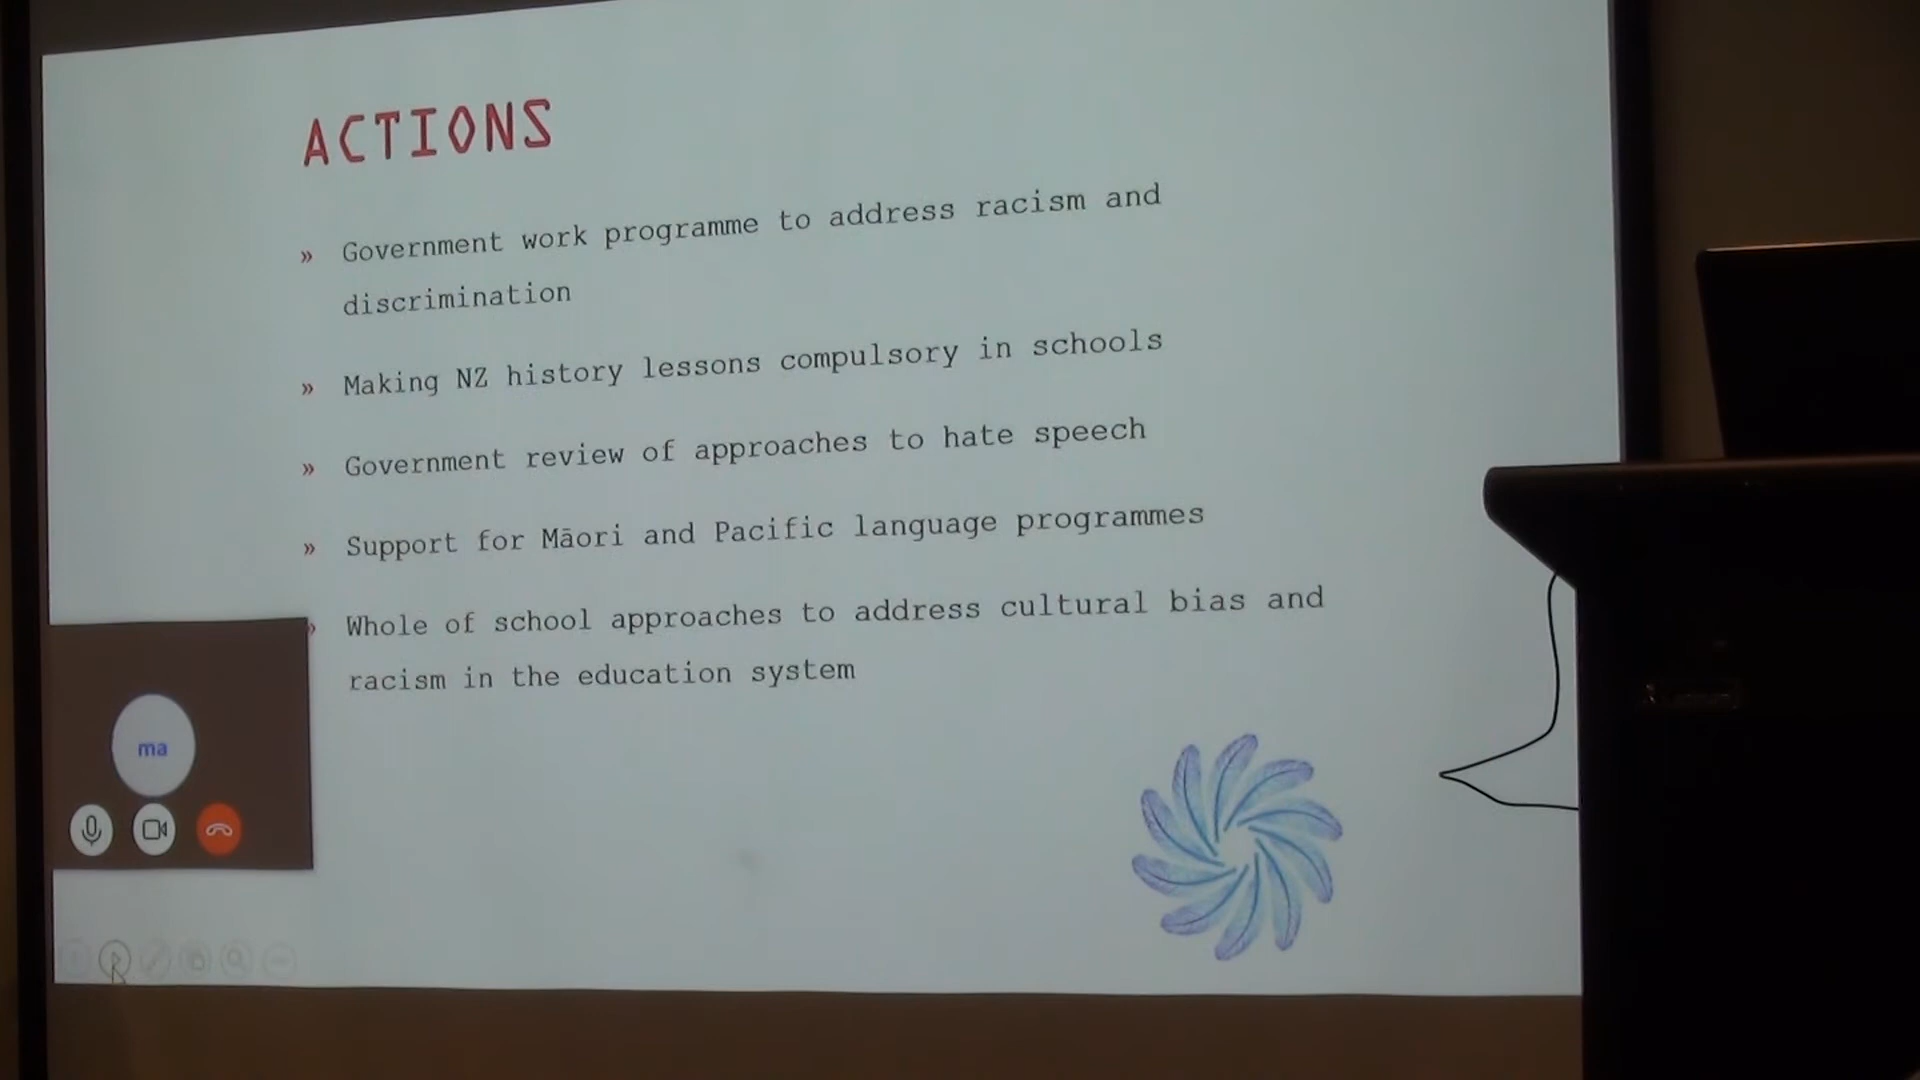 ACTIONS
» Government work programme to address racism and
discrimination
» Making NZ history lessons compulsory in schools
» Government review of approaches to hate speech
» Support for Māori and Pacific language programmes
» Whole of school approaches to address cultural bias and
racism in the education system
ma